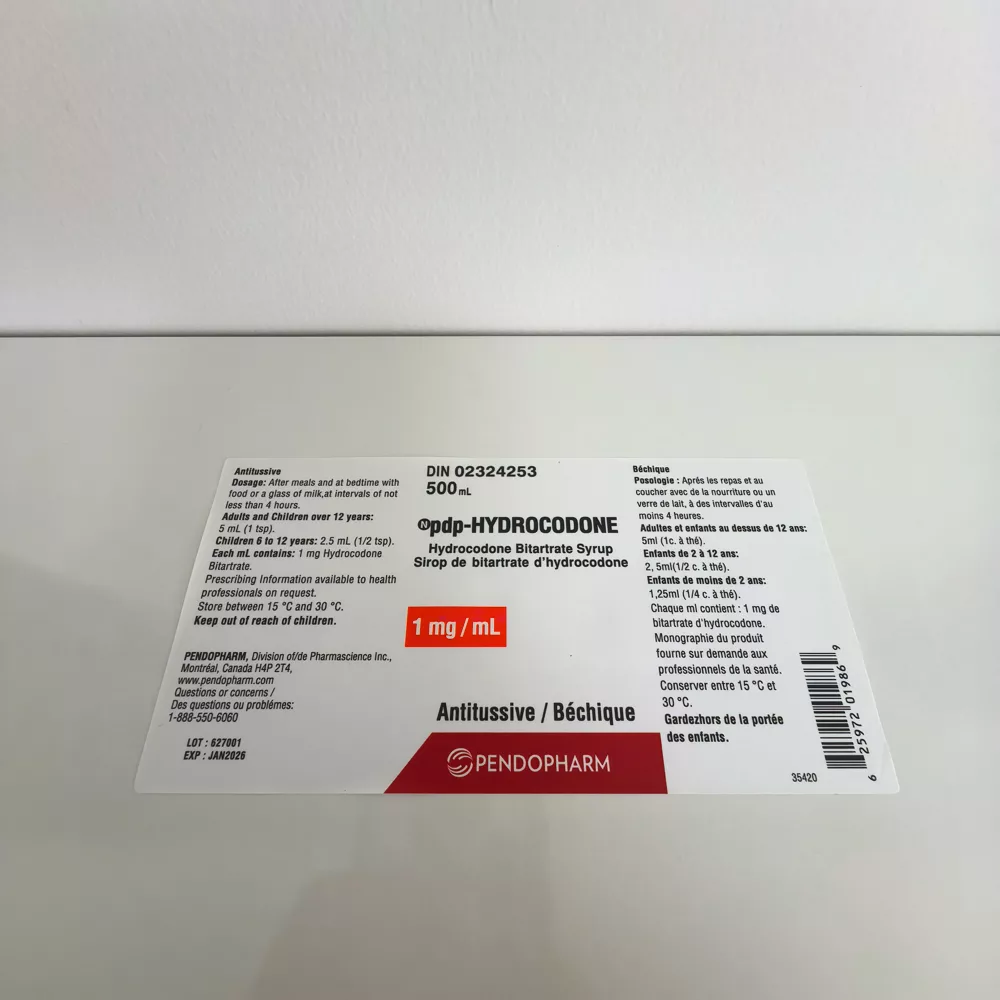 Antitussive
Dosage: After meals and at bedtime with
food or a glass of milk,at intervals of not
less than 4 hours.
Adults and Children over 12 years:
5 mL (1 tsp).
Children 6 to 12 years: 2.5 mL (1/2 tsp).
Each mL contains: 1 mg Hydrocodone
Bitartrate.
Prescribing Information available to health
professionals on request.
Store between 15 °C and 30 °C.
Keep out of reach of children.
PENDOPHARM, Division of/de Pharmascience Inc.,
Montréal, Canada H4P 2T4,
www.pendopharm.com
Questions or concerns /
Des questions ou problémes:
1-888-550-6060
LOT : 627001
EXP : JAN2026
DIN 02324253
500 mL
N pdp-HYDROCODONE
Hydrocodone Bitartrate Syrup
Sirop de bitartrate d'hydrocodone
1 mg / mL
Antitussive / Béchique
PENDOPHARM
Béchique
Posologie : Aprés les repas et au
coucher avec de la nourriture ou un
verre de lait, à des intervalles d'au
moins 4 heures.
Adultes et enfants au dessus de 12 ans:
5ml (1c. à thé).
Enfants de 2 à 12 ans:
2, 5ml(1/2 c. à thé).
Enfants de moins de 2 ans:
1,25ml (1/4 c. à thé).
Chaque ml contient : 1 mg de
bitartrate d'hydrocodone.
Monographie du produit
fourne sur demande aux
professionnels de la santé.
Conserver entre 15 °C et
30 °C.
Gardezhors de la portée
des enfants.
35420
6 25972 01986 9